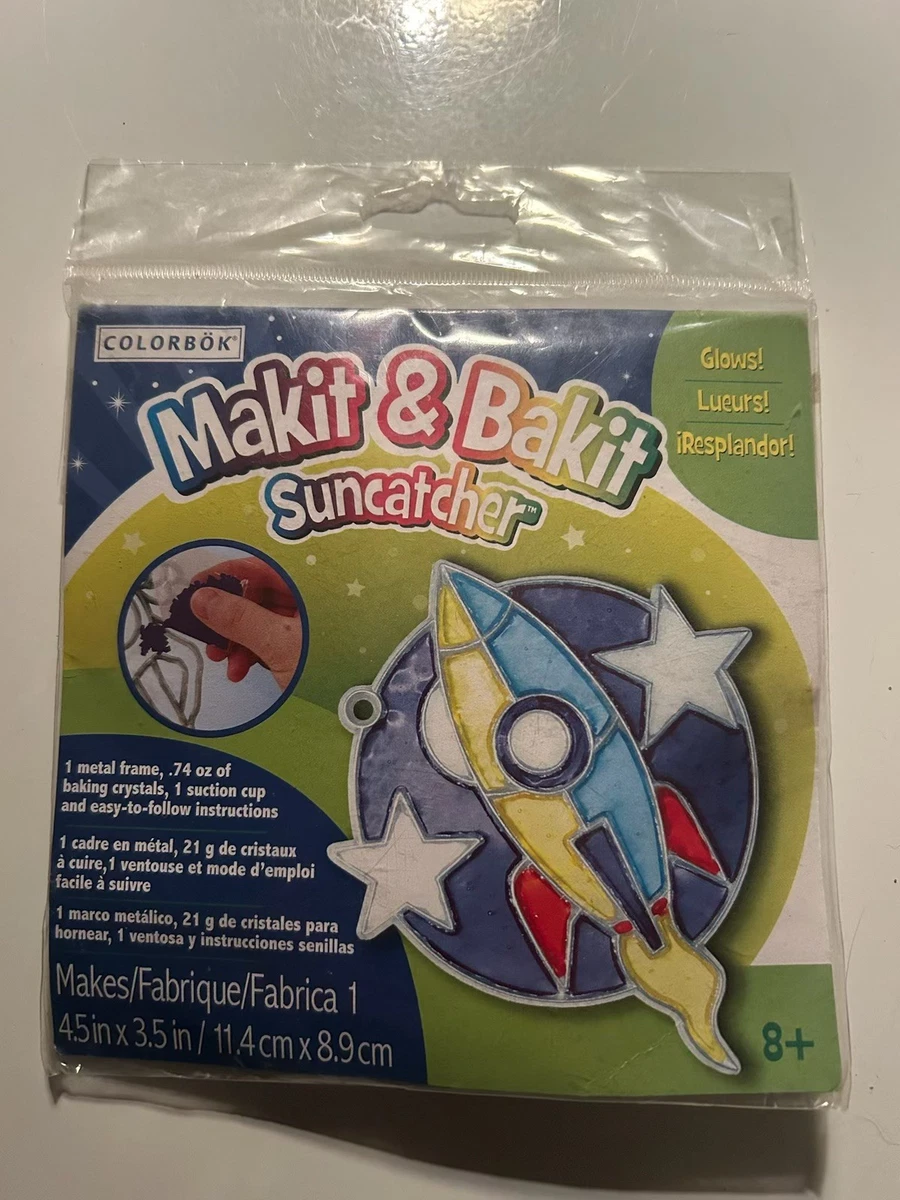 COLORBÖK®
Makit & Bakit
Suncatcher™
Glows!
Lueurs!
¡Resplandor!
1 metal frame, .74 oz of
baking crystals, 1 suction cup
and easy-to-follow instructions
1 cadre en métal, 21 g de cristaux
à cuire,1 ventouse et mode d'emploi
facile à suivre
1 marco metálico, 21 g de cristales para
hornear, 1 ventosa y instrucciones senillas
Makes/Fabrique/Fabrica 1
4.5in x 3.5 in / 11.4 cm x 8.9 cm
8+